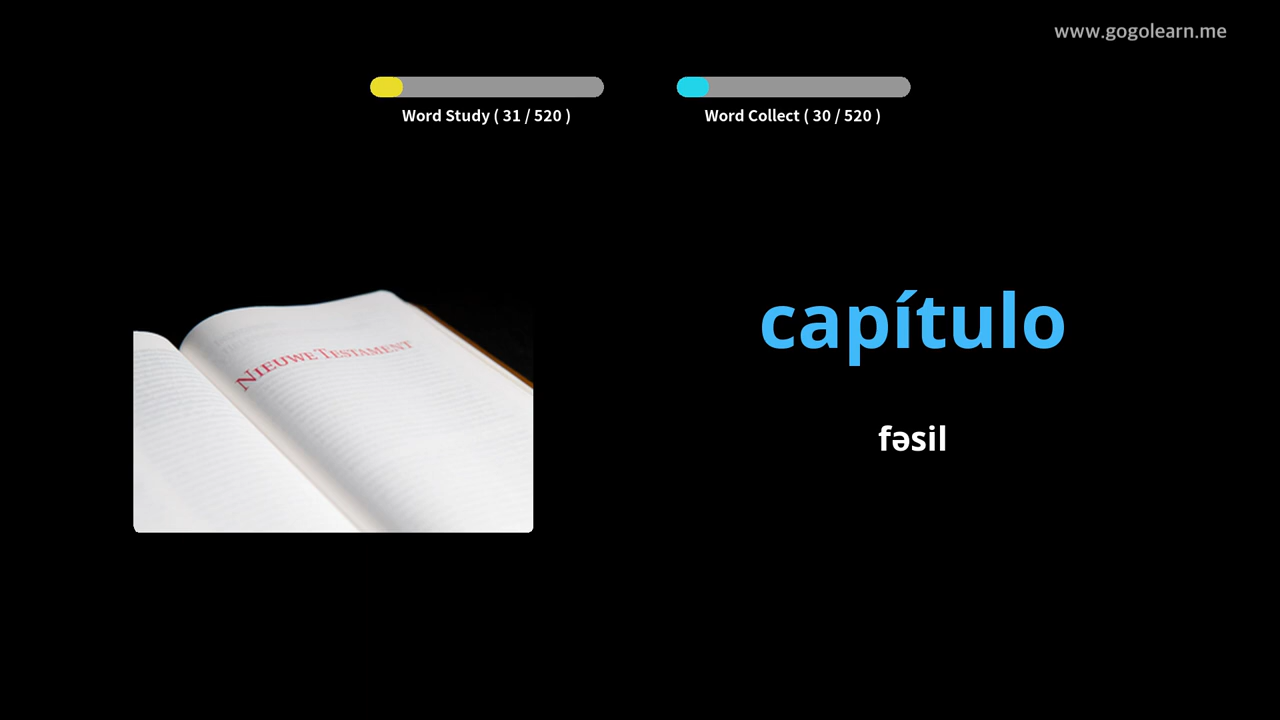 www.gogolearn.me
Word Study ( 31 / 520 )
Word Collect ( 30 / 520 )
NIEUWE TESTAMENT
capítulo
fəsil